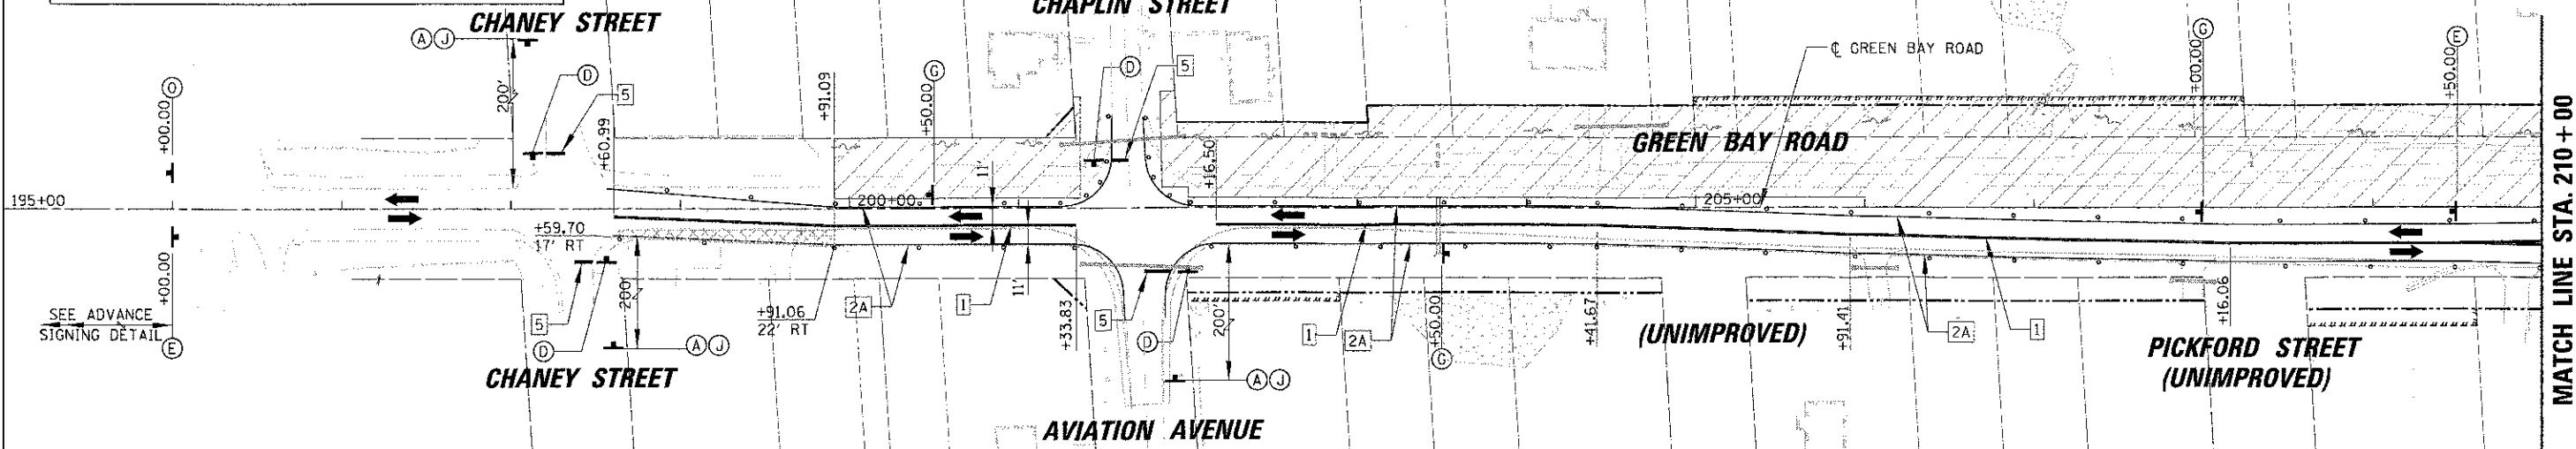 CHANEY STREET
CHAPLIN STREET
A J
200'
D
5
O
+00.00
+60.99
+91.09
G
+50.00
11'
D
5
+16.50
℄ GREEN BAY ROAD
GREEN BAY ROAD
G
+00.00
E
+50.00
MATCH LINE STA. 210+00
195+00
200+00
205+00
+59.70
17' RT
+00.00
SEE ADVANCE
SIGNING DETAIL
E
5
D
200'
A J
CHANEY STREET
+91.06
22' RT
2A
1
11'
+33.83
5
D
200'
A J
AVIATION AVENUE
1
2A
+50.00
G
+41.67
(UNIMPROVED)
+91.41
2A
1
+16.06
PICKFORD STREET
(UNIMPROVED)